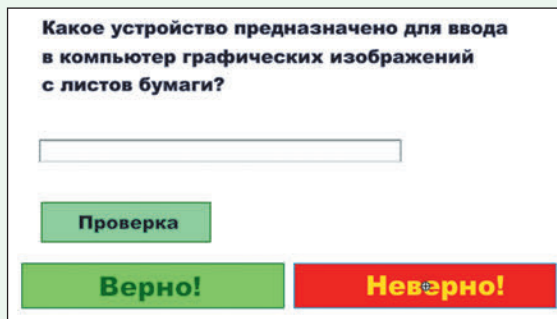 Какое устройство предназначено для ввода
в компьютер графических изображений
с листов бумаги?
Проверка
Верно!
Неверно!